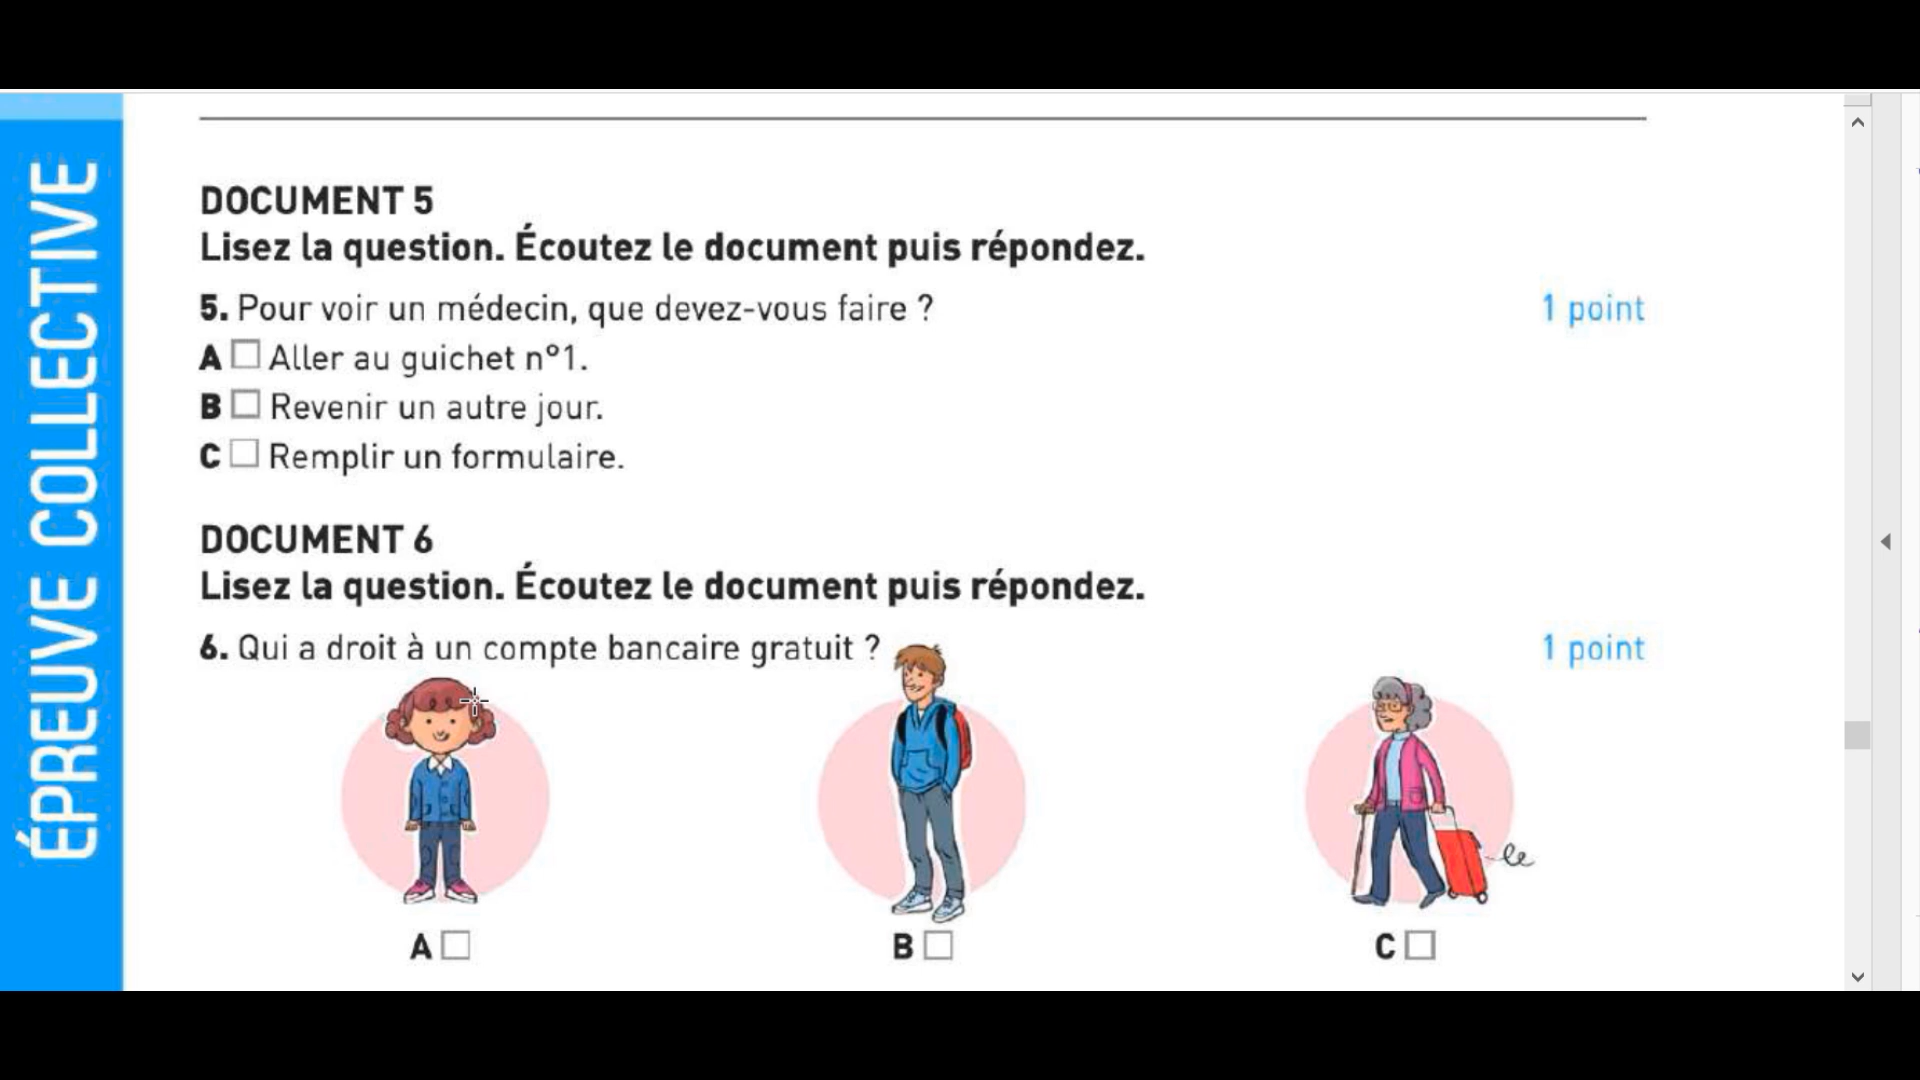 ÉPREUVE COLLECTIVE
DOCUMENT 5
Lisez la question. Écoutez le document puis répondez.
5. Pour voir un médecin, que devez-vous faire ? 1 point
A Aller au guichet n°1.
B Revenir un autre jour.
C Remplir un formulaire.
DOCUMENT 6
Lisez la question. Écoutez le document puis répondez.
6. Qui a droit à un compte bancaire gratuit ? 1 point
A B C